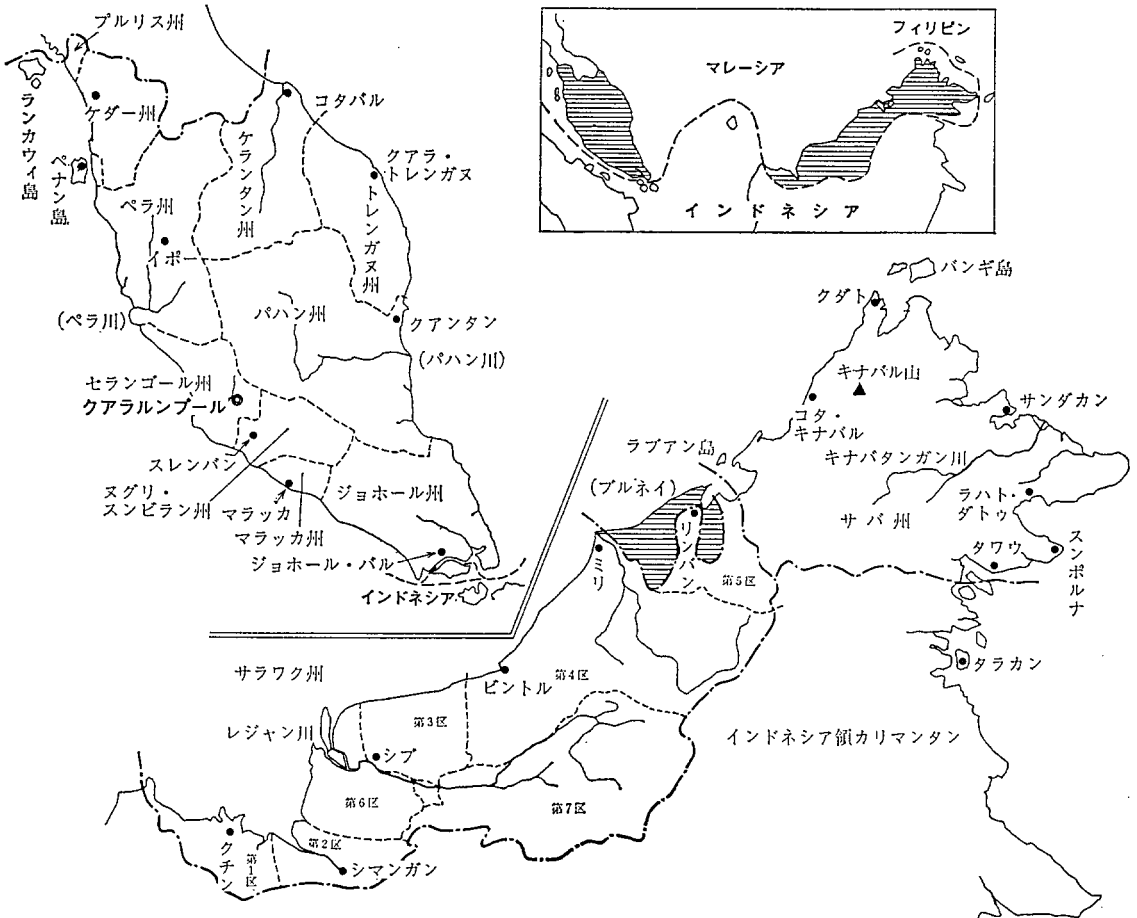 プルリス州
ランカウィ島
ケダー州
ペナン島
ペラ州
イポー
(ペラ川)
ケランタン州
コタバル
クアラ・
トレンガヌ
トレンガヌ州
パハン州
クアンタン
(パハン川)
セランゴール州
クアラルンプール
スレンバン
ヌグリ・
スンビラン州
マラッカ
マラッカ州
ジョホール州
ジョホール・バル
インドネシア
フィリピン
マレーシア
インドネシア
バンギ島
クダト
キナバル山
コタ・
キナバル
サンダカン
ラブアン島
キナバタンガン川
(ブルネイ)
リンバン
ラハト・
ダトゥ
サバ州
タワウ
スンポルナ
ミリ
第5区
タラカン
サラワク州
ビントル
第4区
第3区
レジャン川
シブ
インドネシア領カリマンタン
第6区
第7区
第2区
クチン
第1区
シマンガン